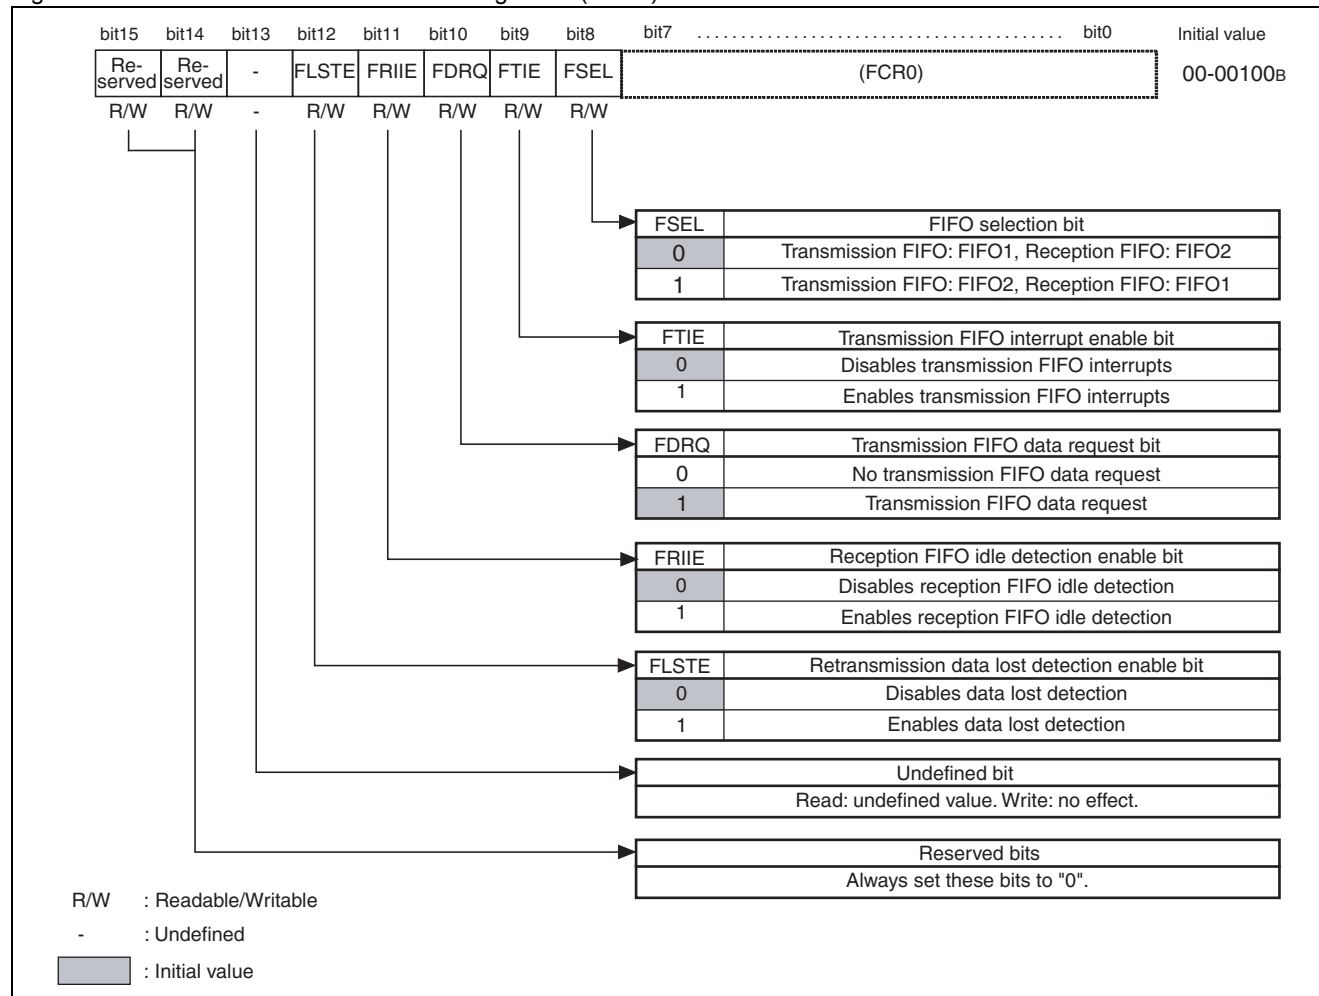 bit15 bit14 bit13 bit12 bit11 bit10 bit9 bit8 bit7 ........................................... bit0 Initial value
Re-served Re-served - FLSTE FRIIE FDRQ FTIE FSEL (FCR0) 00-00100B
R/W R/W - R/W R/W R/W R/W R/W
FSEL FIFO selection bit
0 Transmission FIFO: FIFO1, Reception FIFO: FIFO2
1 Transmission FIFO: FIFO2, Reception FIFO: FIFO1
FTIE Transmission FIFO interrupt enable bit
0 Disables transmission FIFO interrupts
1 Enables transmission FIFO interrupts
FDRQ Transmission FIFO data request bit
0 No transmission FIFO data request
1 Transmission FIFO data request
FRIIE Reception FIFO idle detection enable bit
0 Disables reception FIFO idle detection
1 Enables reception FIFO idle detection
FLSTE Retransmission data lost detection enable bit
0 Disables data lost detection
1 Enables data lost detection
Undefined bit
Read: undefined value. Write: no effect.
Reserved bits
Always set these bits to "0".
R/W : Readable/Writable
- : Undefined
: Initial value